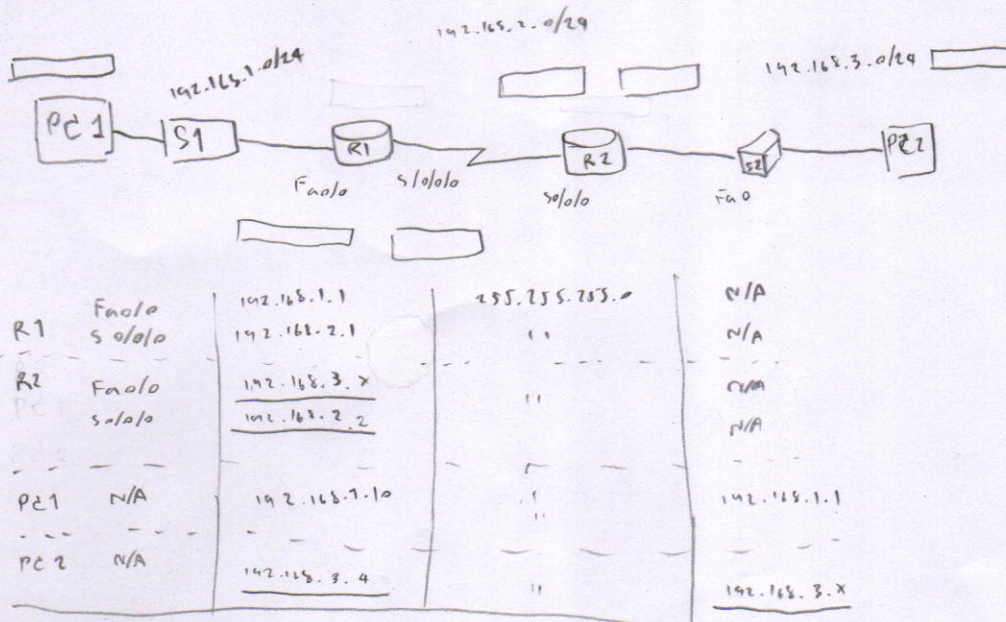 192.168.2.0/24
192.168.1.0/24
192.168.3.0/24
PC1
S1
R1
R2
S2
PC2
Fa0/0
S/0/0/0
S0/0/0
Fa0
R1 Fa0/0 192.168.1.1 255.255.255.0 N/A
S0/0/0 192.168.2.1 " N/A
R2 Fa0/0 192.168.3.x " N/A
S0/0/0 192.168.2.2 N/A
PC1 N/A 192.168.1.10 " 192.168.1.1
"
PC2 N/A 192.168.3.4 " 192.168.3.x